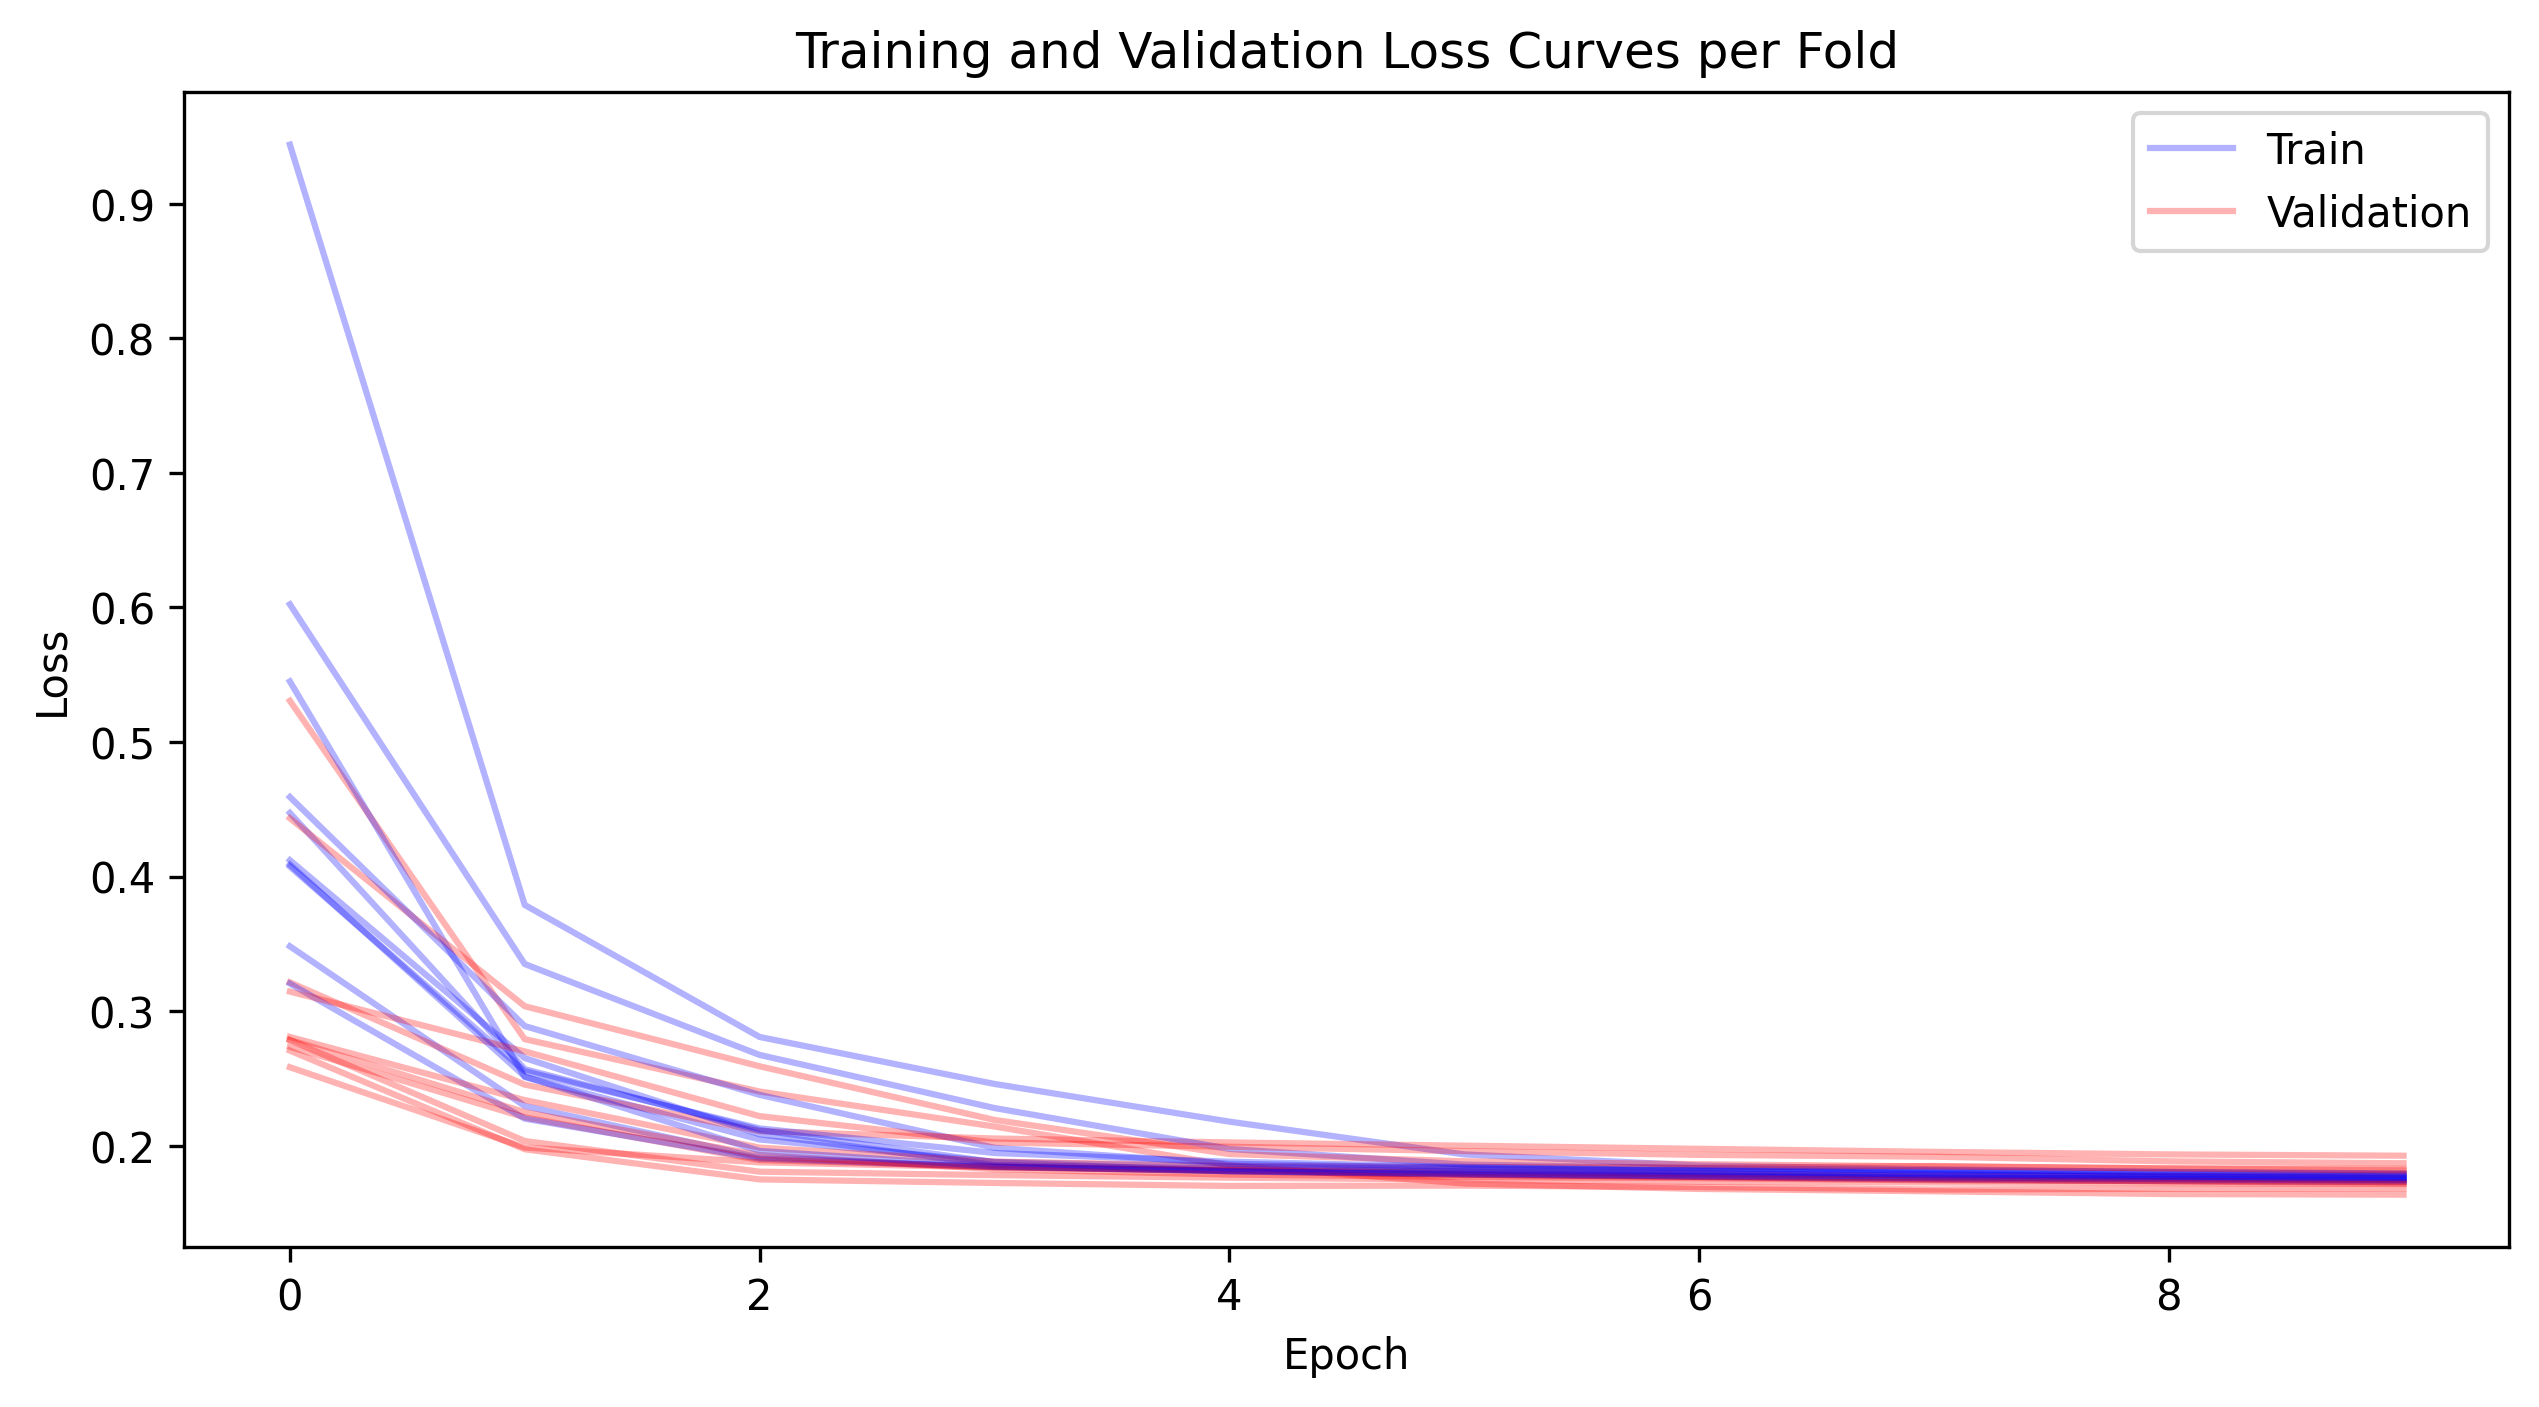 Training and Validation Loss Curves per Fold
Train
Validation
0.9
0.8
0.7
0.6
0.5
0.4
0.3
0.2
Loss
0 2 4 6 8
Epoch